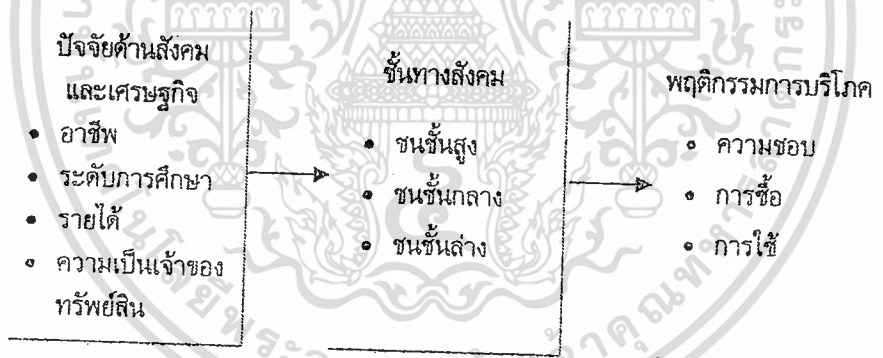 ปัจจัยด้านสังคม
และเศรษฐกิจ
• อาชีพ
• ระดับการศึกษา
• รายได้
• ความเป็นเจ้าของ
ทรัพย์สิน
ชั้นทางสังคม
• ชนชั้นสูง
• ชนชั้นกลาง
• ชนชั้นล่าง
พฤติกรรมการบริโภค
• ความชอบ
• การซื้อ
• การใช้